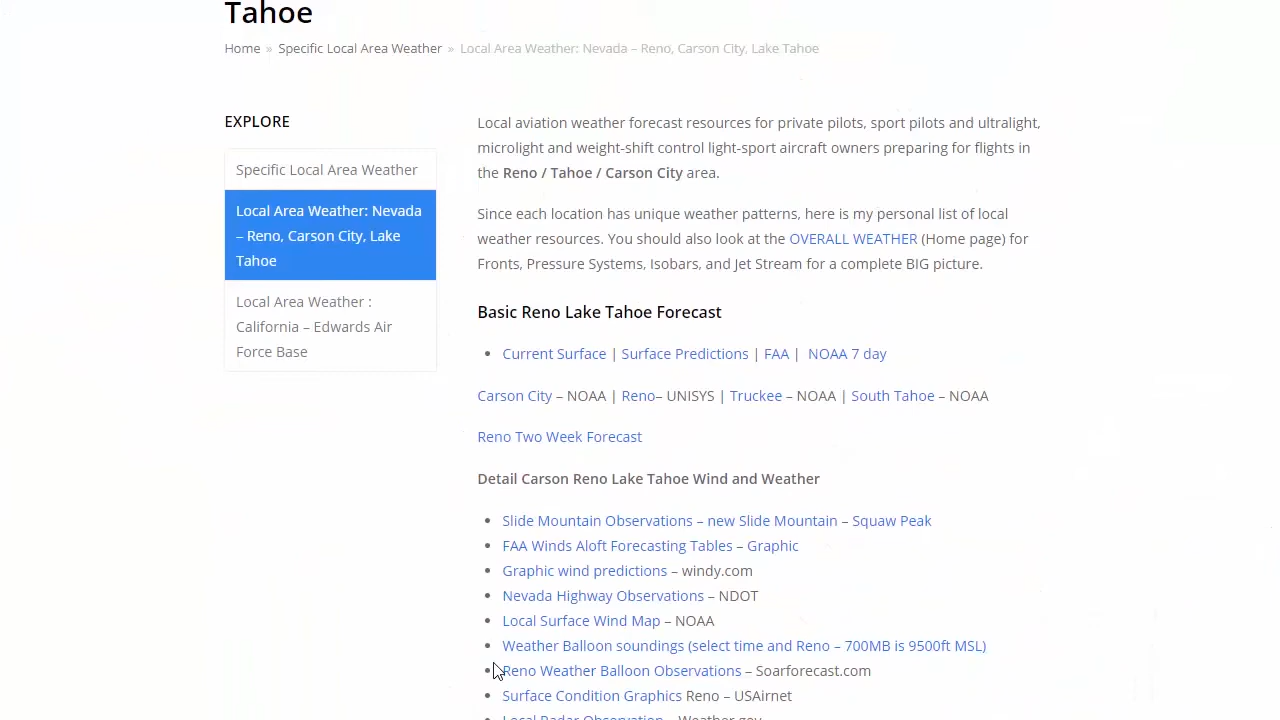 Tahoe
Home » Specific Local Area Weather » Local Area Weather: Nevada – Reno, Carson City, Lake Tahoe
EXPLORE
Specific Local Area Weather
Local Area Weather: Nevada
– Reno, Carson City, Lake
Tahoe
Local Area Weather :
California – Edwards Air
Force Base
Local aviation weather forecast resources for private pilots, sport pilots and ultralight,
microlight and weight-shift control light-sport aircraft owners preparing for flights in
the Reno / Tahoe / Carson City area.
Since each location has unique weather patterns, here is my personal list of local
weather resources. You should also look at the OVERALL WEATHER (Home page) for
Fronts, Pressure Systems, Isobars, and Jet Stream for a complete BIG picture.
Basic Reno Lake Tahoe Forecast
• Current Surface | Surface Predictions | FAA | NOAA 7 day
Carson City – NOAA | Reno– UNISYS | Truckee – NOAA | South Tahoe – NOAA
Reno Two Week Forecast
Detail Carson Reno Lake Tahoe Wind and Weather
• Slide Mountain Observations – new Slide Mountain – Squaw Peak
• FAA Winds Aloft Forecasting Tables – Graphic
• Graphic wind predictions – windy.com
• Nevada Highway Observations – NDOT
• Local Surface Wind Map – NOAA
• Weather Balloon soundings (select time and Reno – 700MB is 9500ft MSL)
• Reno Weather Balloon Observations – Soarforecast.com
• Surface Condition Graphics Reno – USAirnet
Local Radar Observation – Weather.gov